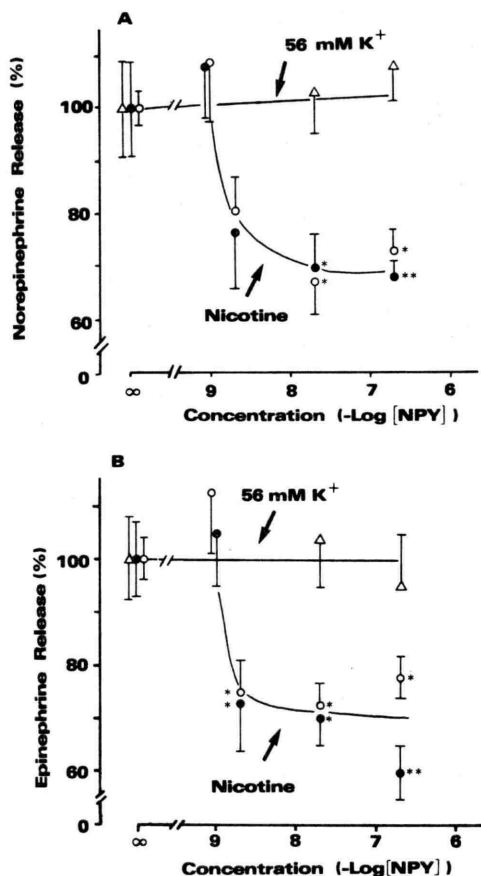 A
56 mM K+
Norepinephrine Release (%)
100
80
60
0
*
*
*
**
Nicotine
∞ 9 8 7 6
Concentration (-Log [NPY] )
B
56 mM K+
Epinephrine Release (%)
100
80
60
0
*
*
*
*
*
**
Nicotine
∞ 9 8 7 6
Concentration (-Log[NPY])